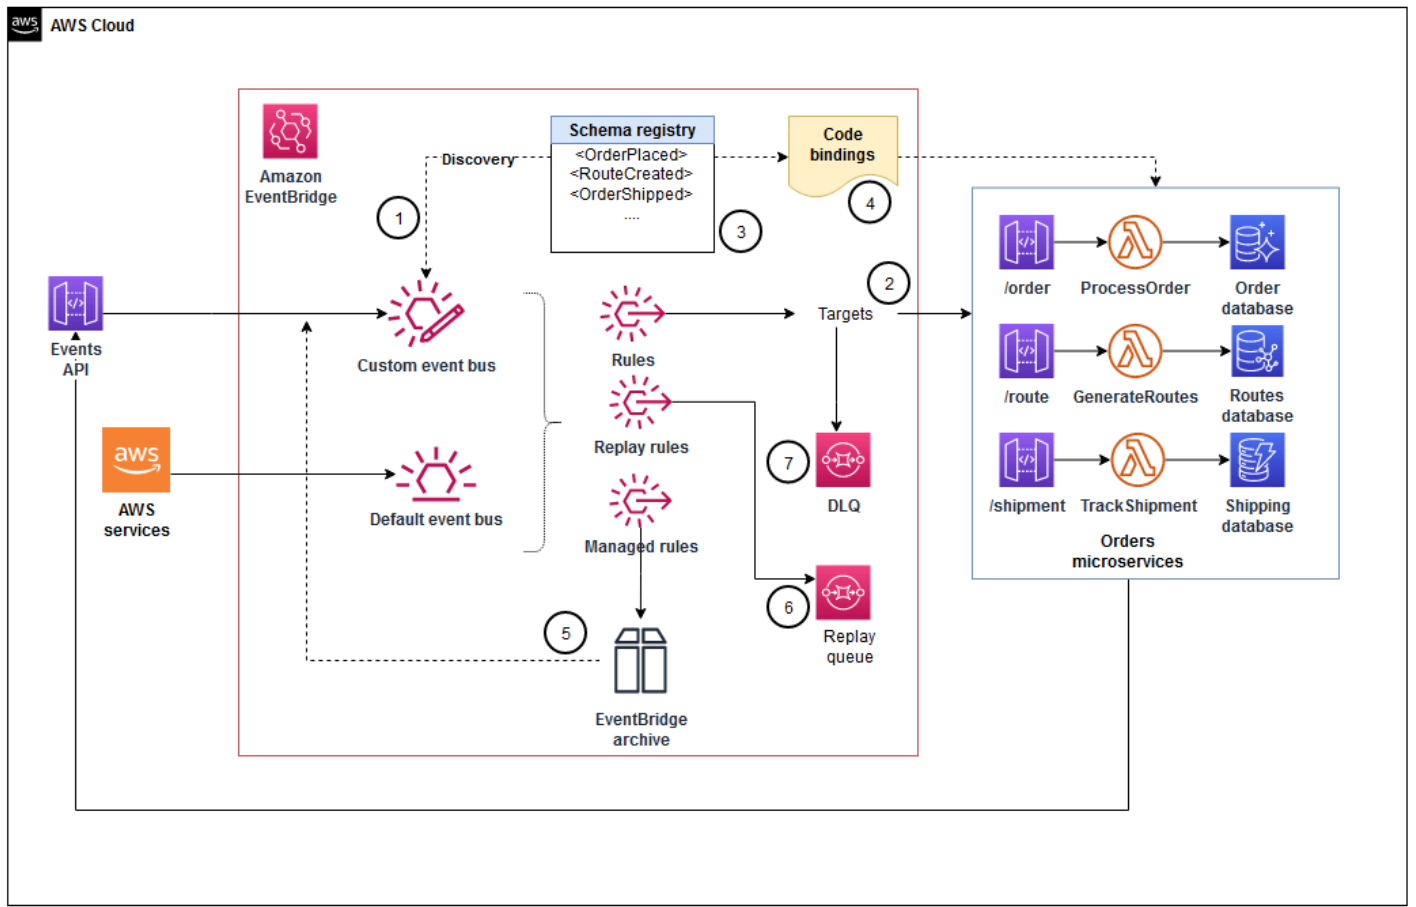 aws
AWS Cloud
Amazon
EventBridge
Discovery
Schema registry
<OrderPlaced>
<RouteCreated>
<OrderShipped>
....
Code
bindings
1
3
4
2
Events
API
Custom event bus
Rules
Targets
Replay rules
aws
AWS
services
Default event bus
Managed rules
7
DLQ
6
Replay
queue
5
EventBridge
archive
/order
ProcessOrder
Order
database
/route
GenerateRoutes
Routes
database
/shipment
TrackShipment
Shipping
database
Orders
microservices